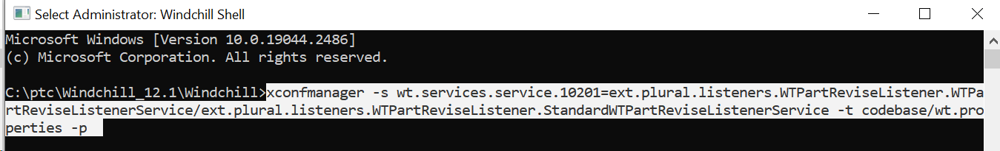 Select Administrator: Windchill Shell
Microsoft Windows [Version 10.0.19044.2486]
(c) Microsoft Corporation. All rights reserved.
C:\ptc\Windchill_12.1\Windchill>xconfmanager -s wt.services.service.10201=ext.plural.listeners.WTPartReviseListener.WTPa
rtReviseListenerService/ext.plural.listeners.WTPartReviseListener.StandardWTPartReviseListenerService -t codebase/wt.pro
perties -p